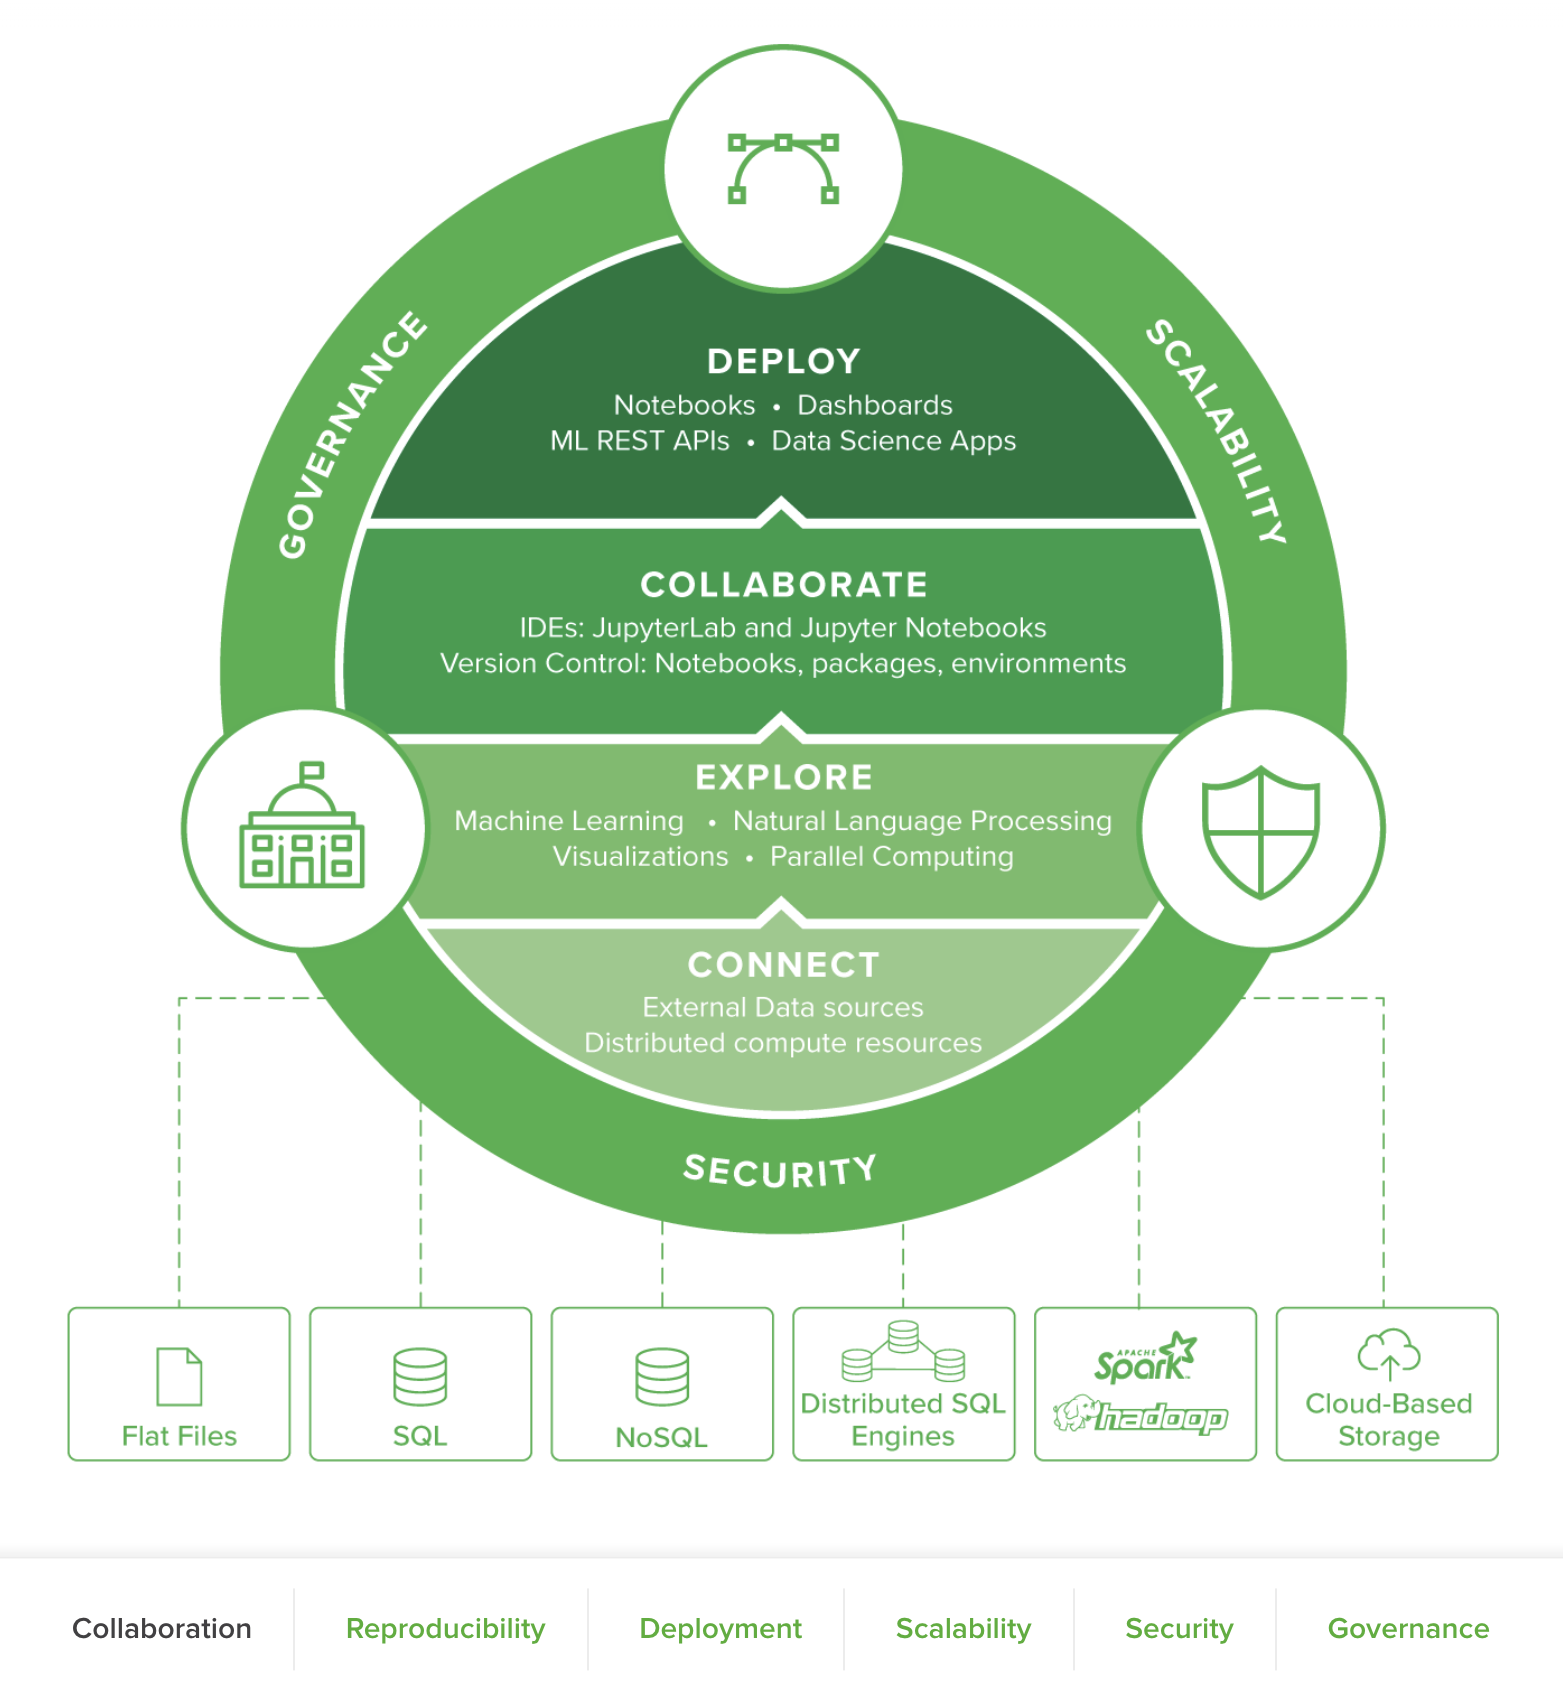 GOVERNANCE
SCALABILITY
DEPLOY
Notebooks • Dashboards
ML REST APIs • Data Science Apps
COLLABORATE
IDEs: JupyterLab and Jupyter Notebooks
Version Control: Notebooks, packages, environments
EXPLORE
Machine Learning • Natural Language Processing
Visualizations • Parallel Computing
CONNECT
External Data sources
Distributed compute resources
SECURITY
Flat Files
SQL
NoSQL
Distributed SQL
Engines
APACHE
Spark™
hadoop
Cloud-Based
Storage
Collaboration
Reproducibility
Deployment
Scalability
Security
Governance